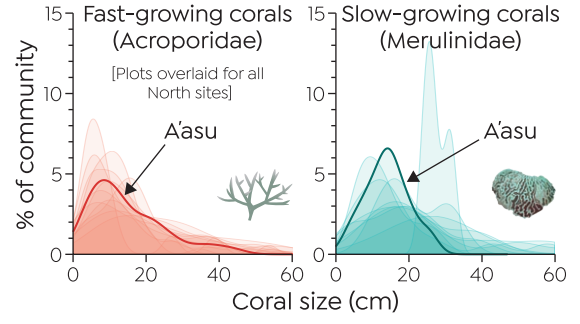 Fast-growing corals
(Acroporidae)
[Plots overlaid for all
North sites]
A'asu
% of community
15
10
5
0
0 20 40 60
Slow-growing corals
(Merulinidae)
A'asu
15
10
5
0
0 20 40 60
Coral size (cm)